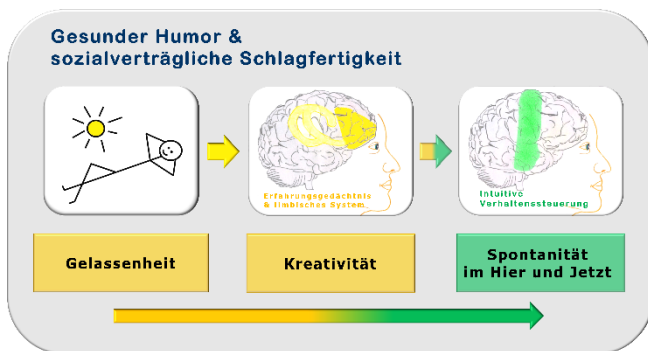 Gesunder Humor &
sozialverträgliche Schlagfertigkeit
Erfahrungsgedächtnis
& limbisches System
Intuitive
Verhaltenssteuerung
Gelassenheit
Kreativität
Spontanität
im Hier und Jetzt